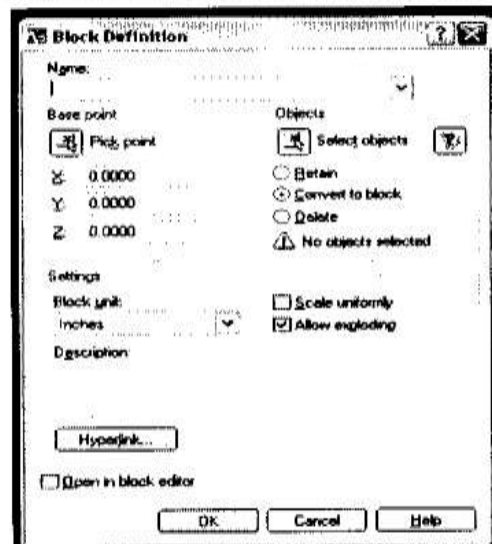 Block Definition
Name:
Base point
Pick point
X: 0.0000
Y: 0.0000
Z: 0.0000
Objects
Select objects
Retain
Convert to block
Delete
No objects selected
Settings
Block unit:
Inches
Scale uniformly
Allow exploding
Description
Hyperlink...
Open in block editor
OK
Cancel
Help